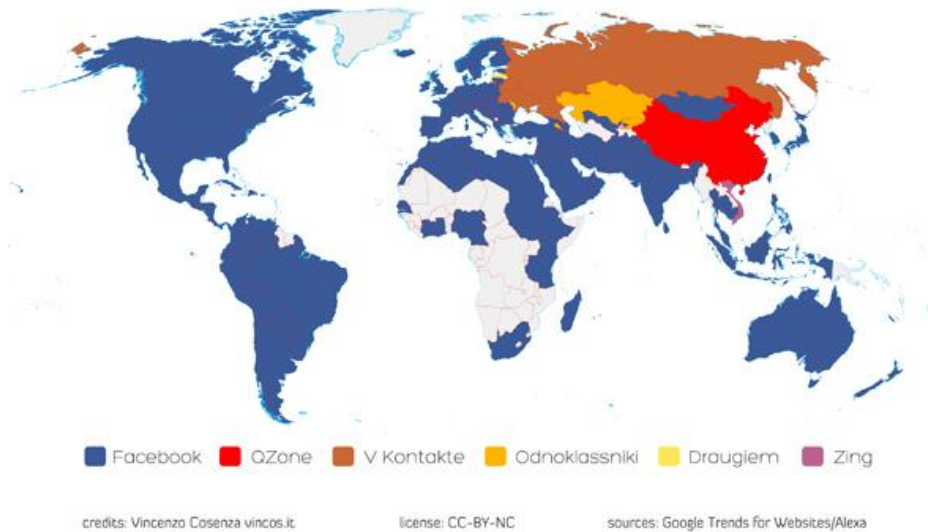 Facebook QZone V Kontakte Odnoklassniki Draugiem Zing
credits: Vincenzo Cosenza vincos.it license: CC-BY-NC sources: Google Trends for Websites/Alexa